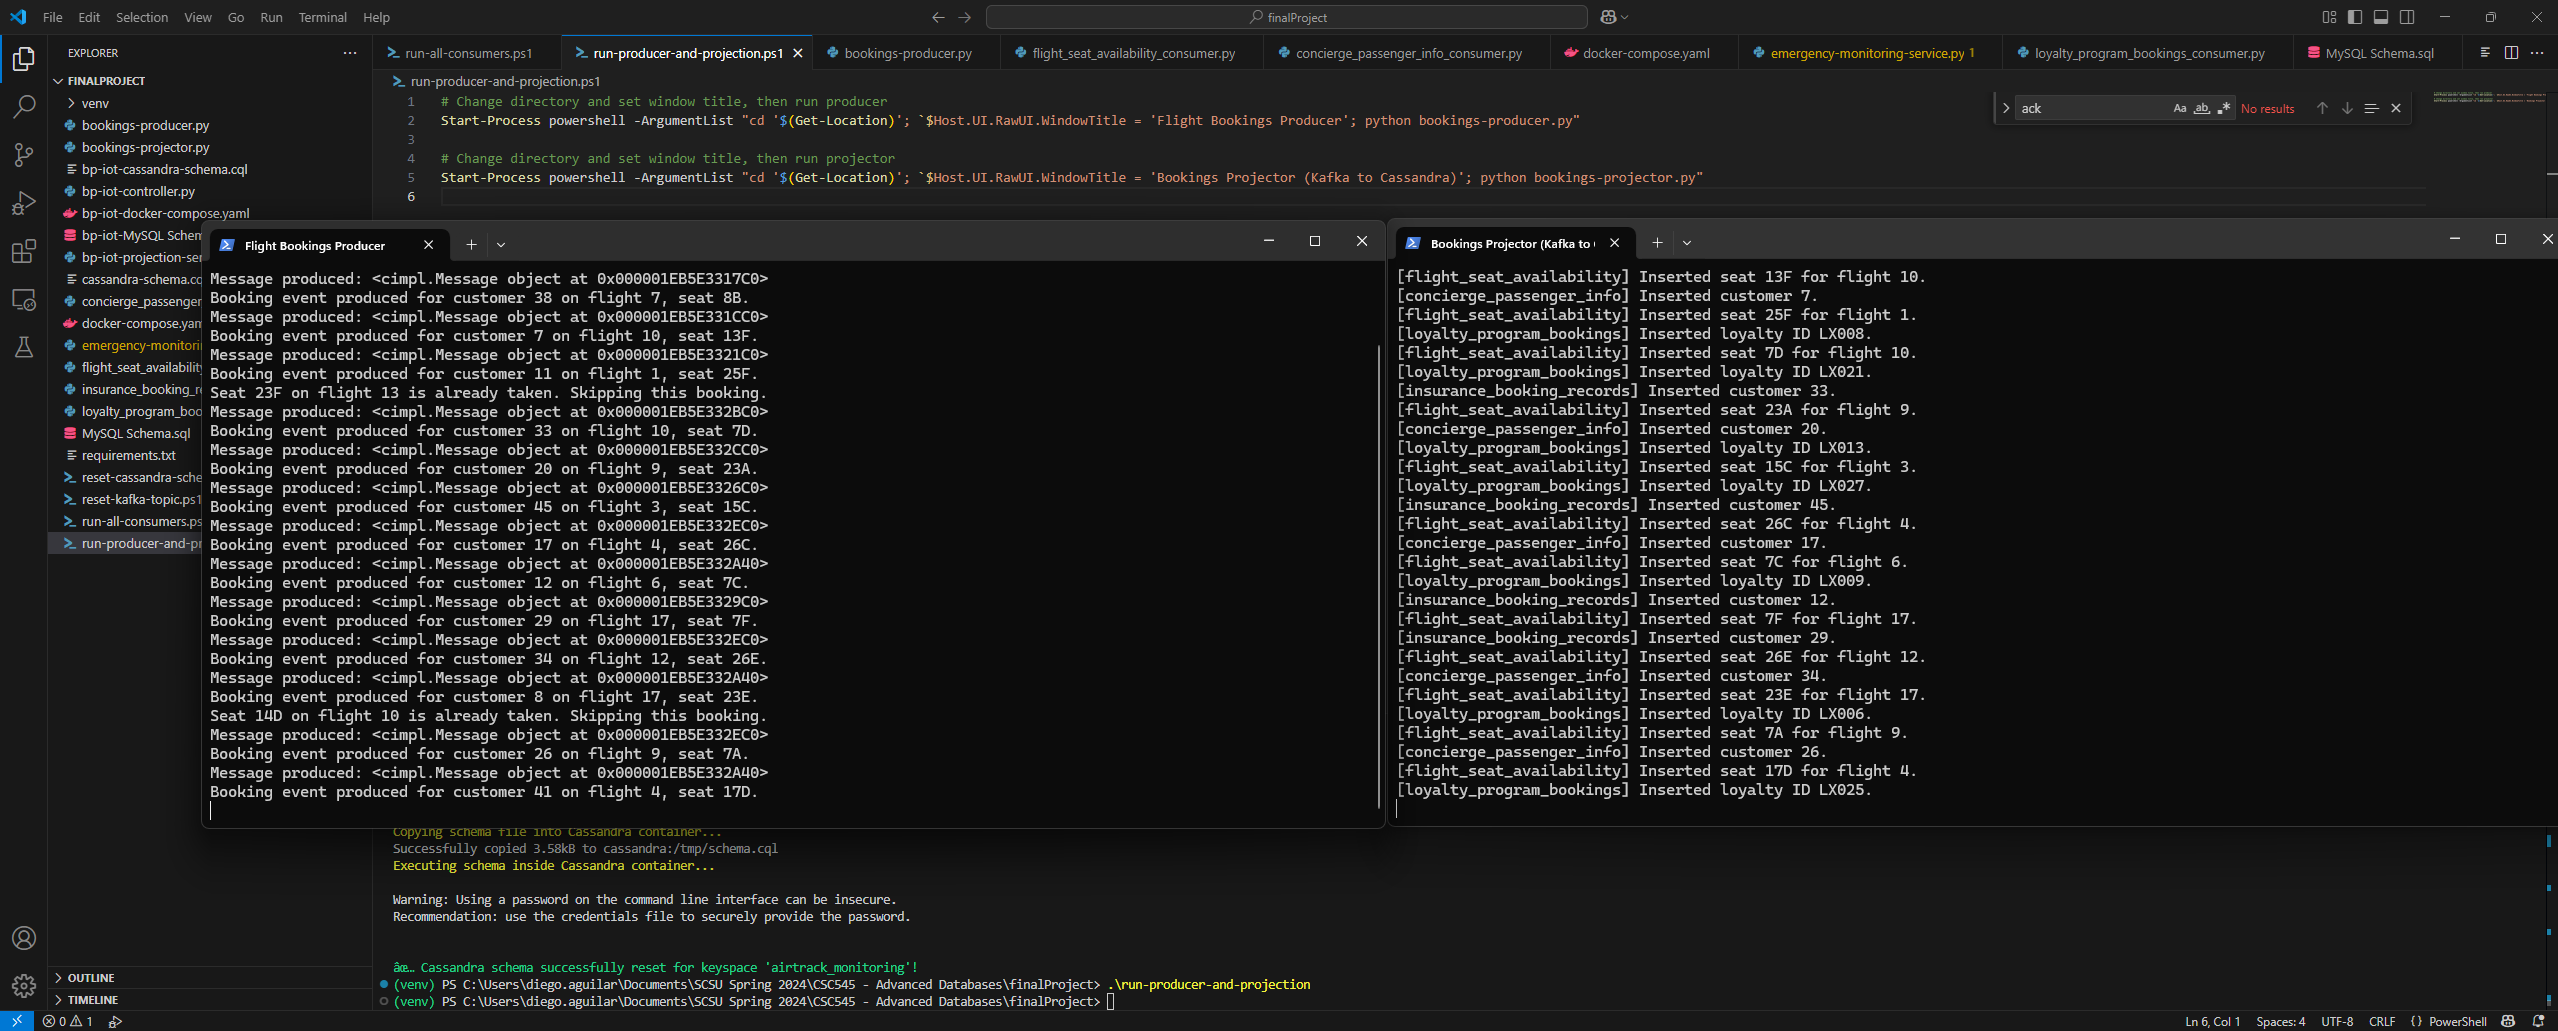 File Edit Selection View Go Run Terminal Help
finalProject
EXPLORER
FINALPROJECT
venv
bookings-producer.py
bookings-projector.py
bp-iot-cassandra-schema.cql
bp-iot-controller.py
bp-iot-docker-compose.yaml
bp-iot-MySQL Schem
bp-iot-projection-ser
cassandra-schema.cq
concierge_passenger
docker-compose.yam
emergency-monitorin
flight_seat_availability
insurance_booking_re
loyalty_program_boo
MySQL Schema.sql
requirements.txt
reset-cassandra-sche
reset-kafka-topic.ps1
run-all-consumers.ps
run-producer-and-pr
OUTLINE
TIMELINE
run-all-consumers.ps1
run-producer-and-projection.ps1
bookings-producer.py
flight_seat_availability_consumer.py
concierge_passenger_info_consumer.py
docker-compose.yaml
emergency-monitoring-service.py 1
loyalty_program_bookings_consumer.py
MySQL Schema.sql
run-producer-and-projection.ps1
ack
Aa ab .*
No results
1 # Change directory and set window title, then run producer
2 Start-Process powershell -ArgumentList "cd '$(Get-Location)'; `$Host.UI.RawUI.WindowTitle = 'Flight Bookings Producer'; python bookings-producer.py"
3
4 # Change directory and set window title, then run projector
5 Start-Process powershell -ArgumentList "cd '$(Get-Location)'; `$Host.UI.RawUI.WindowTitle = 'Bookings Projector (Kafka to Cassandra)'; python bookings-projector.py"
6
Flight Bookings Producer
Message produced: <cimpl.Message object at 0x000001EB5E3317C0>
Booking event produced for customer 38 on flight 7, seat 8B.
Message produced: <cimpl.Message object at 0x000001EB5E331CC0>
Booking event produced for customer 7 on flight 10, seat 13F.
Message produced: <cimpl.Message object at 0x000001EB5E3321C0>
Booking event produced for customer 11 on flight 1, seat 25F.
Seat 23F on flight 13 is already taken. Skipping this booking.
Message produced: <cimpl.Message object at 0x000001EB5E332BC0>
Booking event produced for customer 33 on flight 10, seat 7D.
Message produced: <cimpl.Message object at 0x000001EB5E332CC0>
Booking event produced for customer 20 on flight 9, seat 23A.
Message produced: <cimpl.Message object at 0x000001EB5E3326C0>
Booking event produced for customer 45 on flight 3, seat 15C.
Message produced: <cimpl.Message object at 0x000001EB5E332EC0>
Booking event produced for customer 17 on flight 4, seat 26C.
Message produced: <cimpl.Message object at 0x000001EB5E332A40>
Booking event produced for customer 12 on flight 6, seat 7C.
Message produced: <cimpl.Message object at 0x000001EB5E3329C0>
Booking event produced for customer 29 on flight 17, seat 7F.
Message produced: <cimpl.Message object at 0x000001EB5E332EC0>
Booking event produced for customer 34 on flight 12, seat 26E.
Message produced: <cimpl.Message object at 0x000001EB5E332A40>
Booking event produced for customer 8 on flight 17, seat 23E.
Seat 14D on flight 10 is already taken. Skipping this booking.
Message produced: <cimpl.Message object at 0x000001EB5E332EC0>
Booking event produced for customer 26 on flight 9, seat 7A.
Message produced: <cimpl.Message object at 0x000001EB5E332A40>
Booking event produced for customer 41 on flight 4, seat 17D.
Bookings Projector (Kafka to
[flight_seat_availability] Inserted seat 13F for flight 10.
[concierge_passenger_info] Inserted customer 7.
[flight_seat_availability] Inserted seat 25F for flight 1.
[loyalty_program_bookings] Inserted loyalty ID LX008.
[flight_seat_availability] Inserted seat 7D for flight 10.
[loyalty_program_bookings] Inserted loyalty ID LX021.
[insurance_booking_records] Inserted customer 33.
[flight_seat_availability] Inserted seat 23A for flight 9.
[concierge_passenger_info] Inserted customer 20.
[loyalty_program_bookings] Inserted loyalty ID LX013.
[flight_seat_availability] Inserted seat 15C for flight 3.
[loyalty_program_bookings] Inserted loyalty ID LX027.
[insurance_booking_records] Inserted customer 45.
[flight_seat_availability] Inserted seat 26C for flight 4.
[concierge_passenger_info] Inserted customer 17.
[flight_seat_availability] Inserted seat 7C for flight 6.
[loyalty_program_bookings] Inserted loyalty ID LX009.
[insurance_booking_records] Inserted customer 12.
[flight_seat_availability] Inserted seat 7F for flight 17.
[insurance_booking_records] Inserted customer 29.
[flight_seat_availability] Inserted seat 26E for flight 12.
[concierge_passenger_info] Inserted customer 34.
[flight_seat_availability] Inserted seat 23E for flight 17.
[loyalty_program_bookings] Inserted loyalty ID LX006.
[flight_seat_availability] Inserted seat 7A for flight 9.
[concierge_passenger_info] Inserted customer 26.
[flight_seat_availability] Inserted seat 17D for flight 4.
[loyalty_program_bookings] Inserted loyalty ID LX025.
Copying schema file into Cassandra container...
Successfully copied 3.58kB to cassandra:/tmp/schema.cql
Executing schema inside Cassandra container...
Warning: Using a password on the command line interface can be insecure.
Recommendation: use the credentials file to securely provide the password.
âœ… Cassandra schema successfully reset for keyspace 'airtrack_monitoring'!
(venv) PS C:\Users\diego.aguilar\Documents\SCSU Spring 2024\CSC545 - Advanced Databases\finalProject> .\run-producer-and-projection
(venv) PS C:\Users\diego.aguilar\Documents\SCSU Spring 2024\CSC545 - Advanced Databases\finalProject>
0 1
Ln 6, Col 1 Spaces: 4 UTF-8 CRLF {} PowerShell